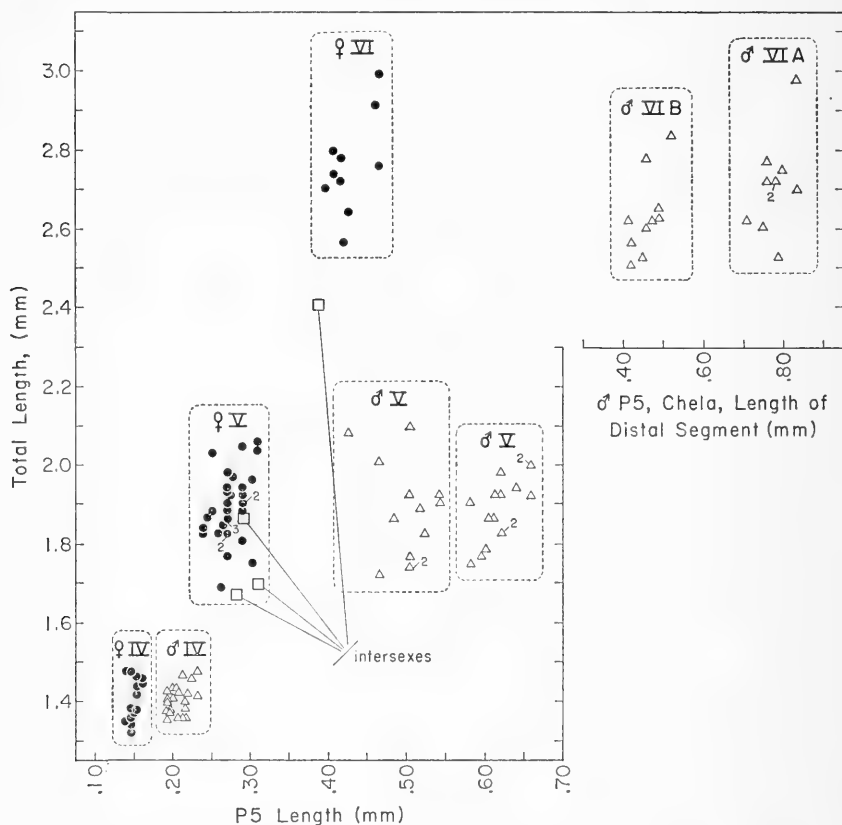 ♀ VI
♂ VI A
♂ VI B
3.0
2.8
2.6
2.4
2.2
2.0
1.8
1.6
1.4
Total Length, (mm)
2
.40
.60
.80
♂ P5, Chela, Length of
Distal Segment (mm)
♀ V
♂ V
♂ V
2
3
2
2
2
2
intersexes
♀ IV
♂ IV
.10
.20
.30
.40
.50
.60
.70
P5 Length (mm)